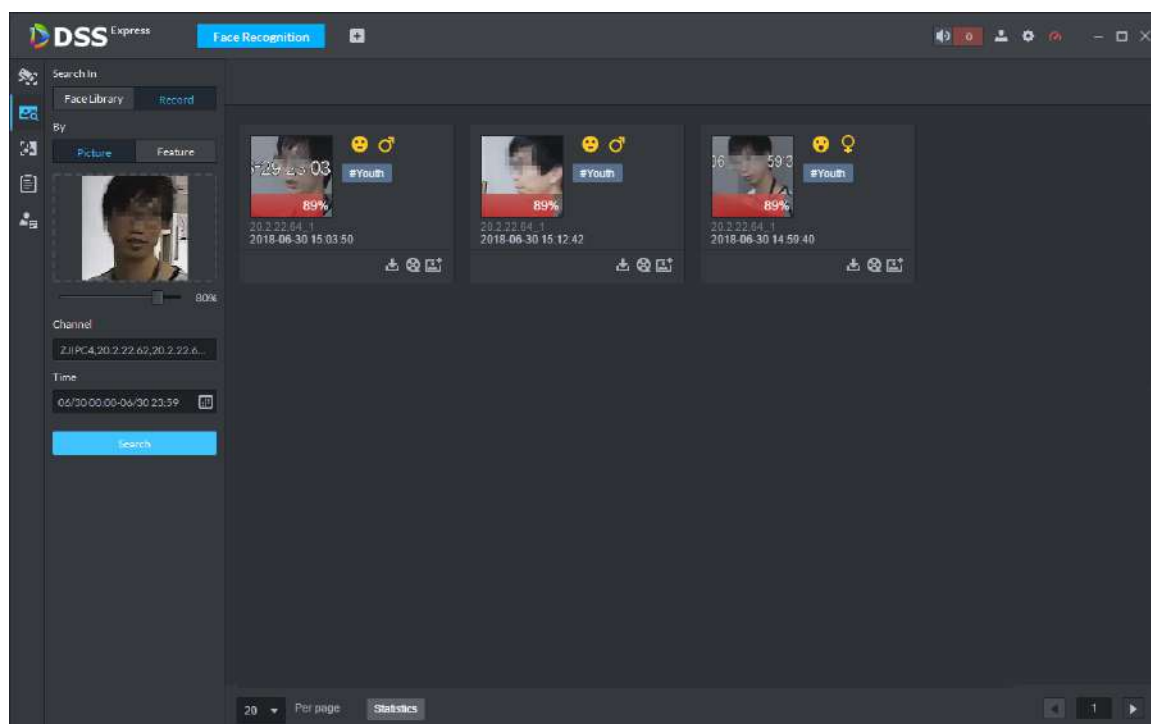 DSS Express
Face Recognition
0
Search In
Face Library Record
By
Picture Feature
80%
Channel
ZJIPC4,20.2.22.62,20.2.22.6...
Time
06/30 00:00-06/30 23:59
Search
03
#Youth
89%
20.2.22.64_1
2018-06-30 15:03:50
#Youth
89%
20.2.22.64_1
2018-06-30 15:12:42
#Youth
89%
20.2.22.64_1
2018-06-30 14:59:40
20 Per page Statistics
1